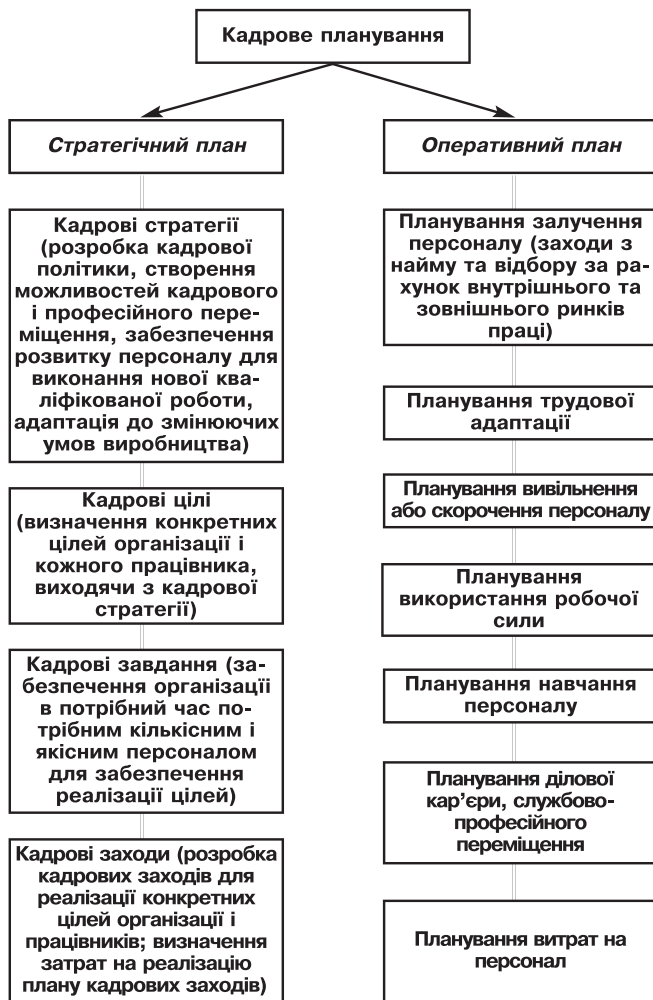 Кадрове планування
Стратегічний план
Кадрові стратегії
(розробка кадрової
політики, створення
можливостей кадрового
і професійного пере-
міщення, забезпечення
розвитку персоналу для
виконання нової ква-
ліфікованої роботи,
адаптація до змінюючих
умов виробництва)
Кадрові цілі
(визначення конкретних
цілей організації і
кожного працівника,
виходячи з кадрової
стратегії)
Кадрові завдання (за-
безпечення організації
в потрібний час по-
трібним кількісним і
якісним персоналом
для забезпечення
реалізації цілей)
Кадрові заходи (розробка
кадрових заходів для
реалізації конкретних
цілей організації і
працівників; визначення
затрат на реалізацію
плану кадрових заходів)
Оперативний план
Планування залучення
персоналу (заходи з
найму та відбору за ра-
хунок внутрішнього та
зовнішнього ринків
праці)
Планування трудової
адаптації
Планування вивільнення
або скорочення персоналу
Планування
використання робочої
сили
Планування навчання
персоналу
Планування ділової
кар’єри, службово-
професійного
переміщення
Планування витрат на
персонал